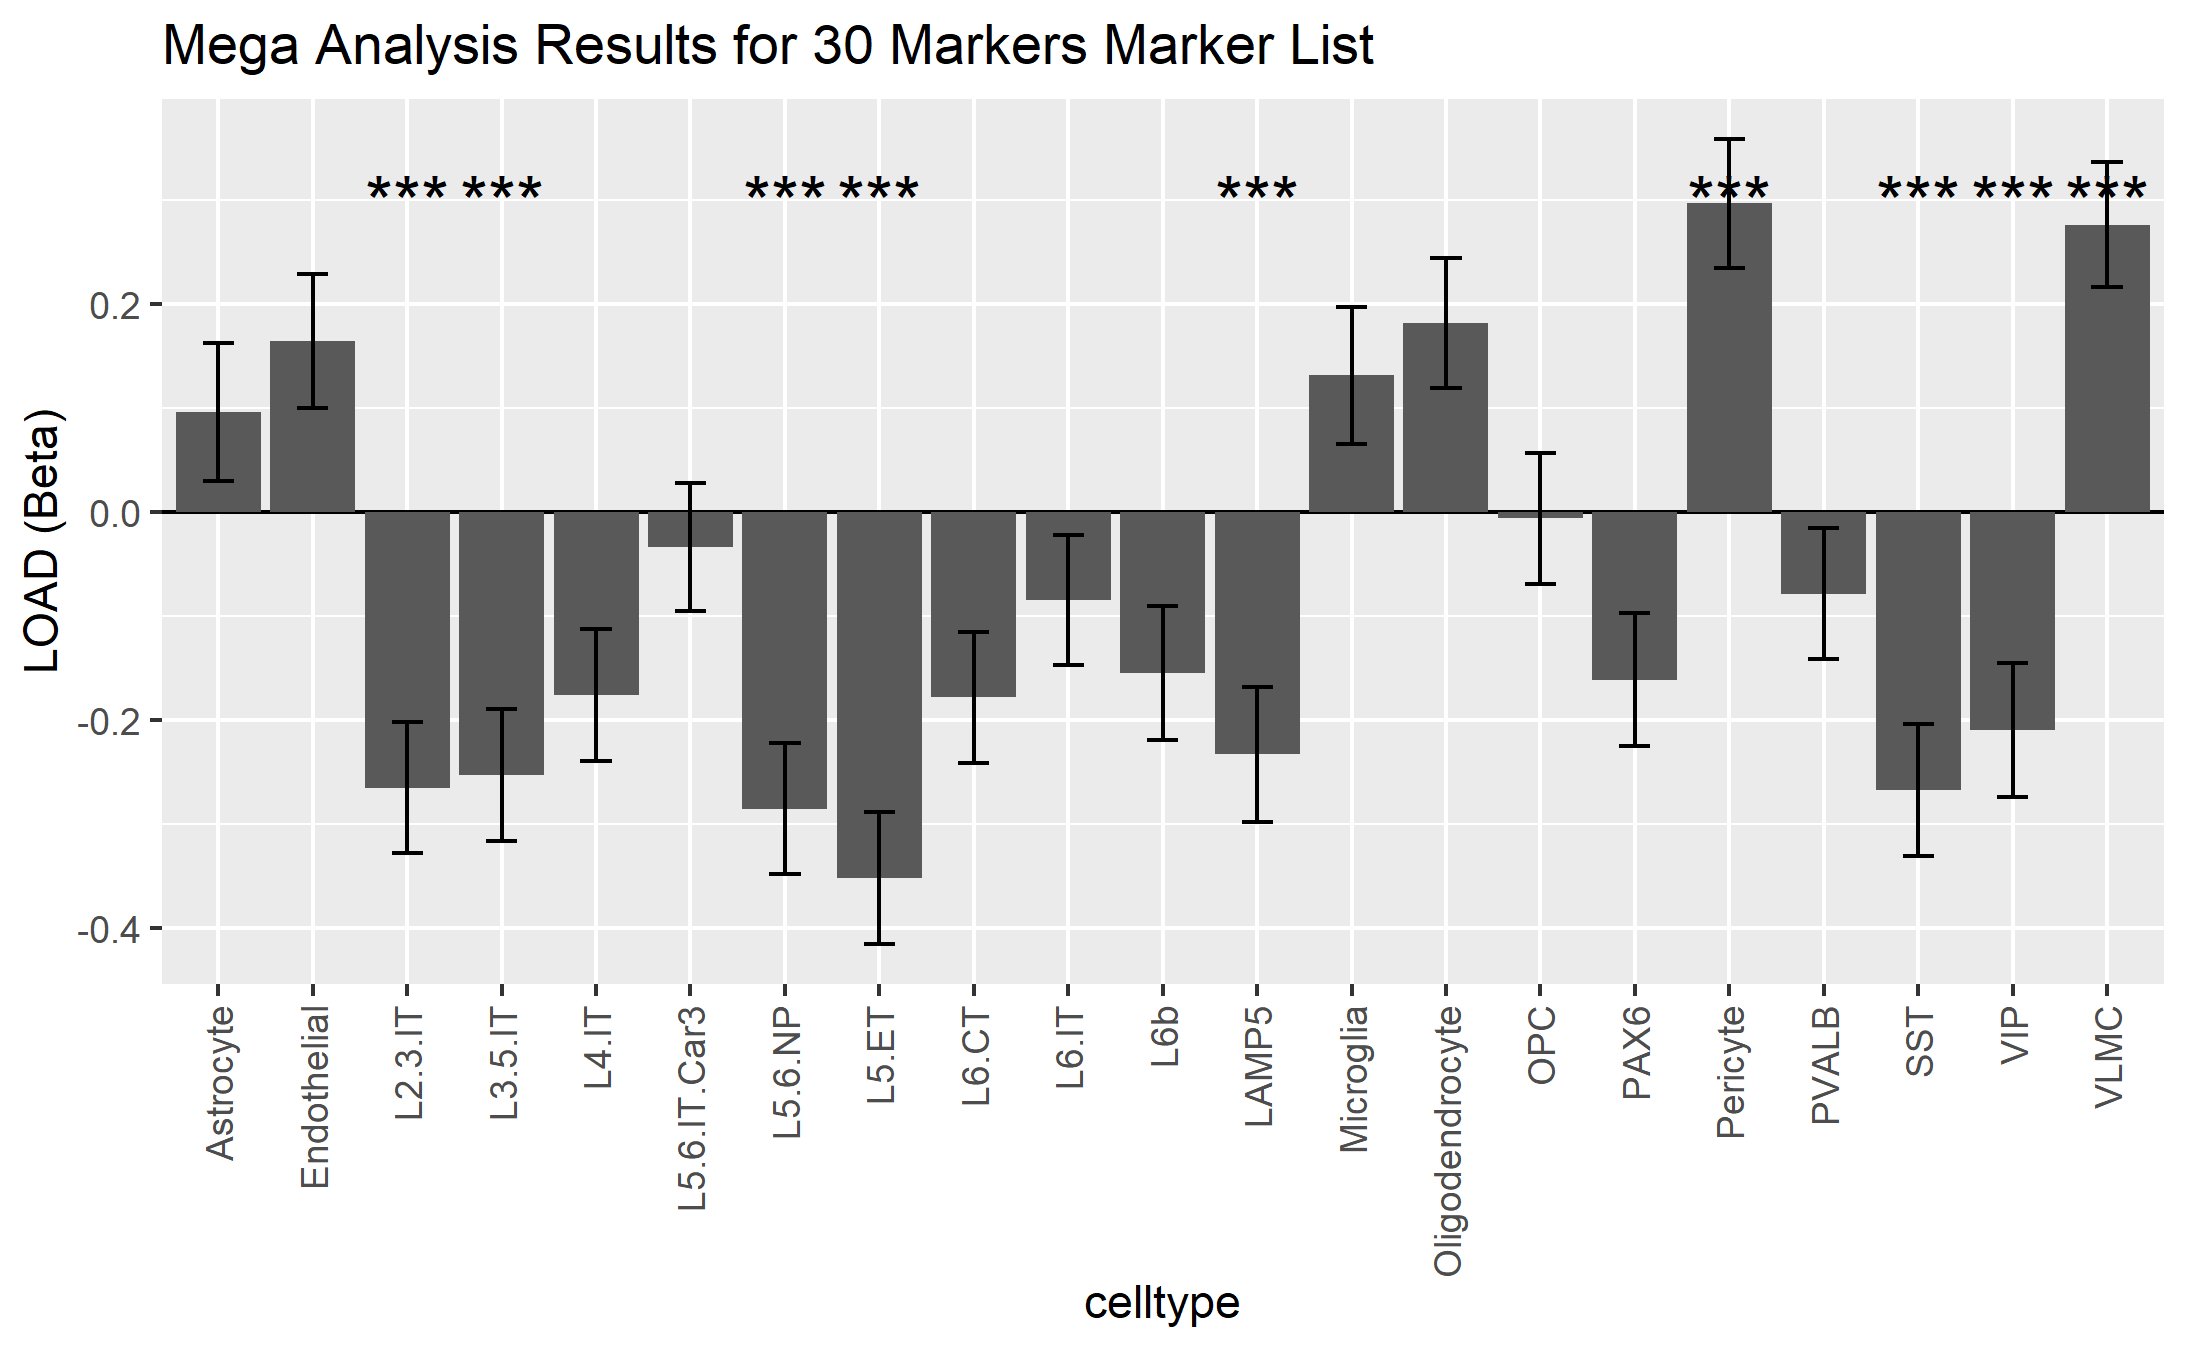 Mega Analysis Results for 30 Markers Marker List
*** *** *** *** *** *** *** *** ***
LOAD (Beta)
0.2
0.0
-0.2
-0.4
Astrocyte
Endothelial
L2.3.IT
L3.5.IT
L4.IT
L5.6.IT.Car3
L5.6.NP
L5.ET
L6.CT
L6.IT
L6b
LAMP5
Microglia
Oligodendrocyte
OPC
PAX6
Pericyte
PVALB
SST
VIP
VLMC
celltype